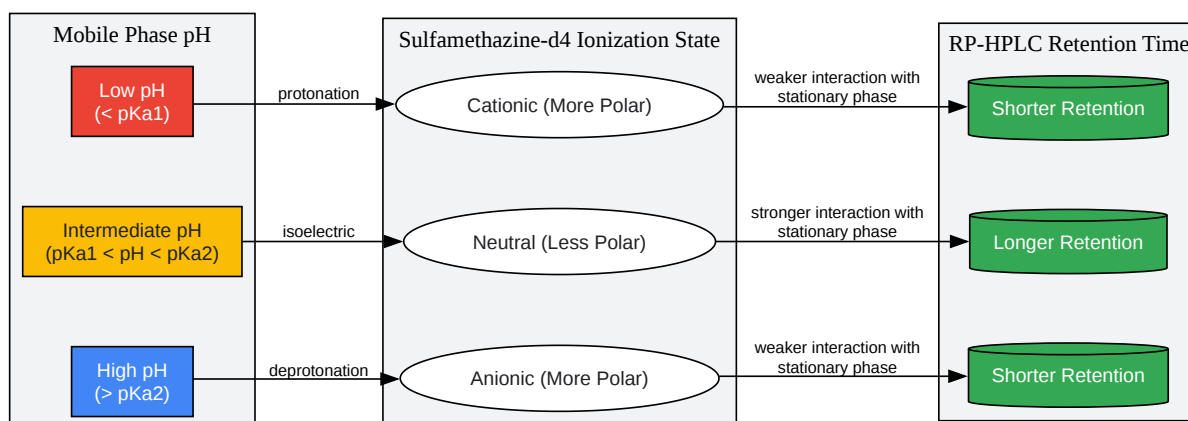 Mobile Phase pH
Sulfamethazine-d4 Ionization State
RP-HPLC Retention Time
Low pH
(< pKa1)
protonation
Cationic (More Polar)
weaker interaction with
stationary phase
Shorter Retention
Intermediate pH
(pKa1 < pH < pKa2)
isoelectric
Neutral (Less Polar)
stronger interaction with
stationary phase
Longer Retention
High pH
(> pKa2)
deprotonation
Anionic (More Polar)
weaker interaction with
stationary phase
Shorter Retention